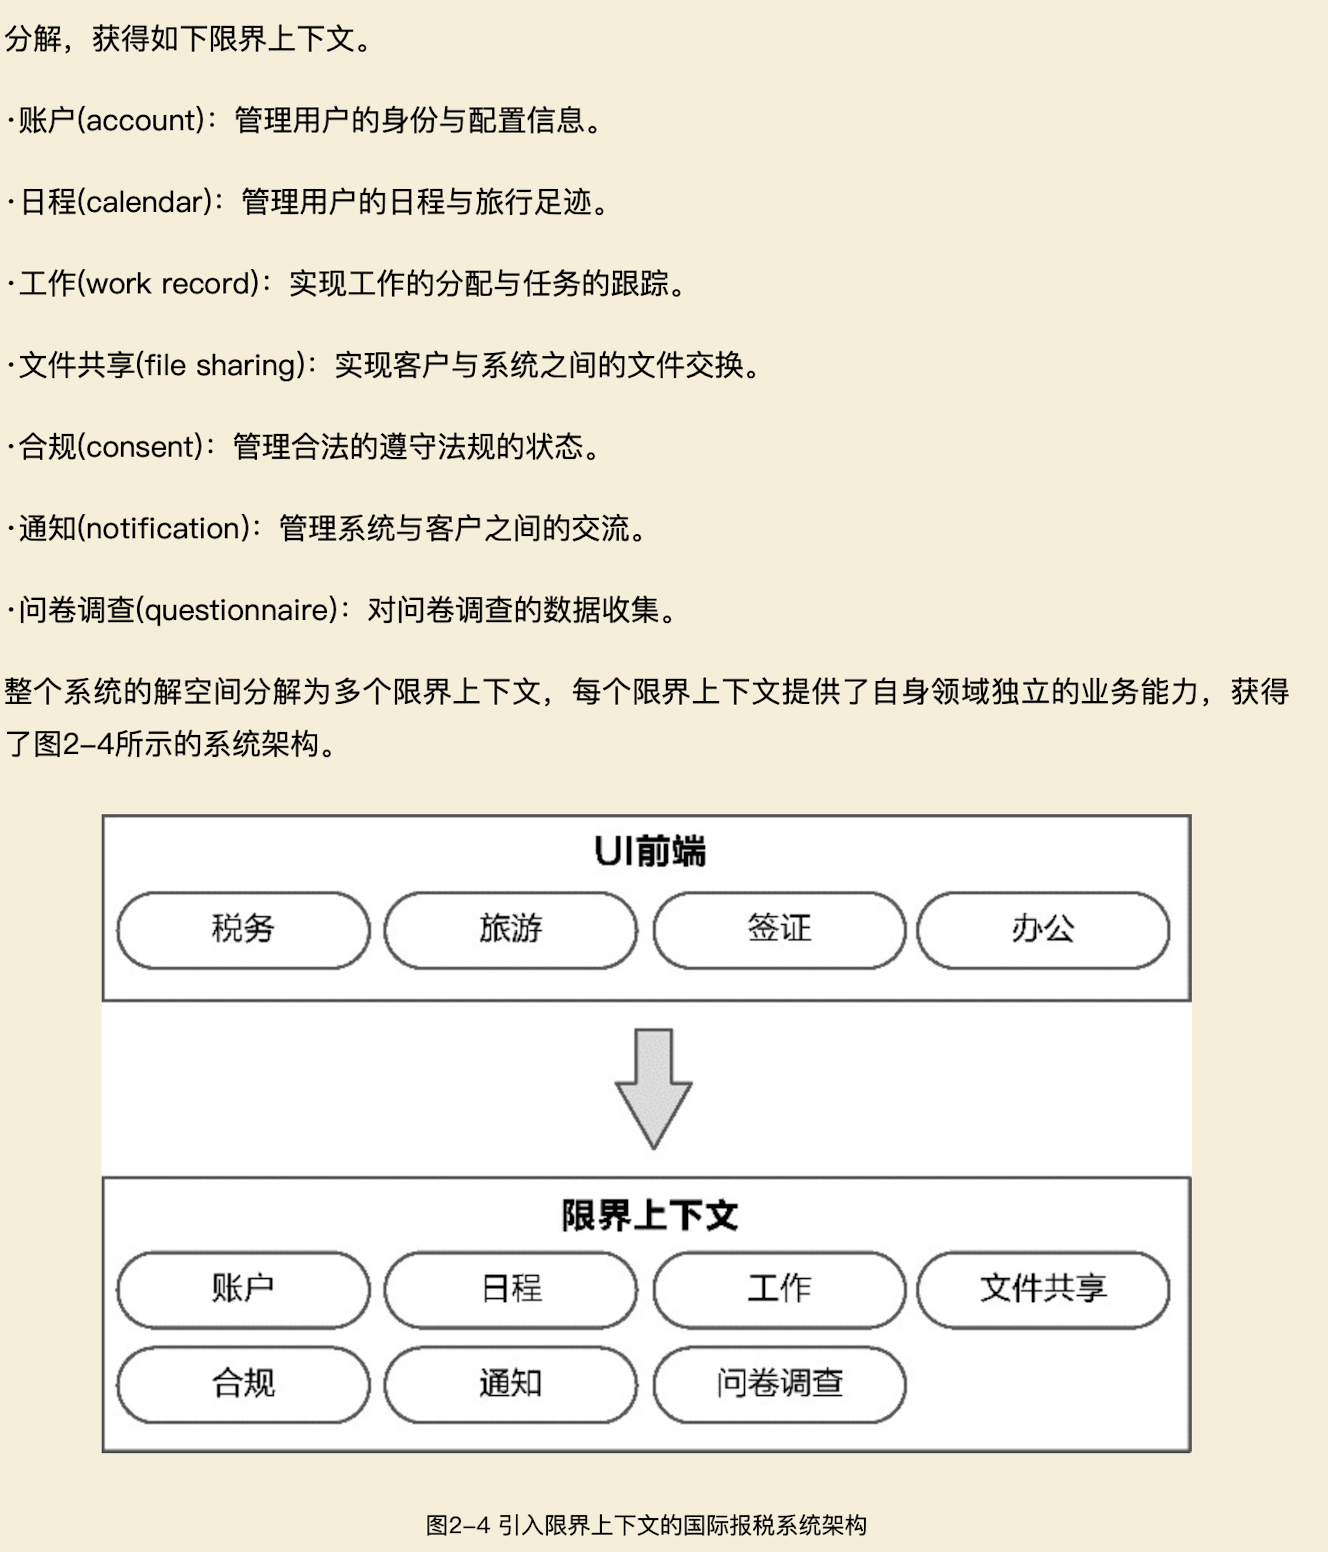 分解，获得如下限界上下文。
·账户(account)：管理用户的身份与配置信息。
·日程(calendar)：管理用户的日程与旅行足迹。
·工作(work record)：实现工作的分配与任务的跟踪。
·文件共享(file sharing)：实现客户与系统之间的文件交换。
·合规(consent)：管理合法的遵守法规的状态。
·通知(notification)：管理系统与客户之间的交流。
·问卷调查(questionnaire)：对问卷调查的数据收集。
整个系统的解空间分解为多个限界上下文，每个限界上下文提供了自身领域独立的业务能力，获得
了图2–4所示的系统架构。
UI前端
税务 旅游 签证 办公
限界上下文
账户 日程 工作 文件共享
合规 通知 问卷调查
图2–4 引入限界上下文的国际报税系统架构